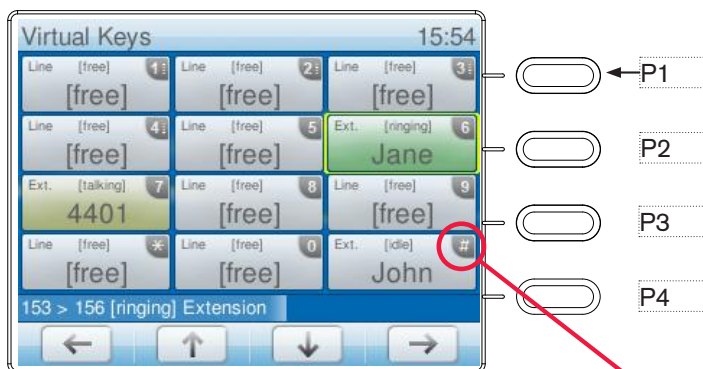 Virtual Keys 15:54
Line [free] 1 Line [free] 2 Line [free] 3
[free] [free] [free]
Line [free] 4 Line [free] 5 Ext. [ringing] 6
[free] [free] Jane
Ext. [talking] 7 Line [free] 8 Line [free] 9
4401 [free] [free]
Line [free] * Line [free] 0 Ext. [idle] #
[free] [free] John
153 > 156 [ringing] Extension
← ↑ ↓ →
P1
P2
P3
P4